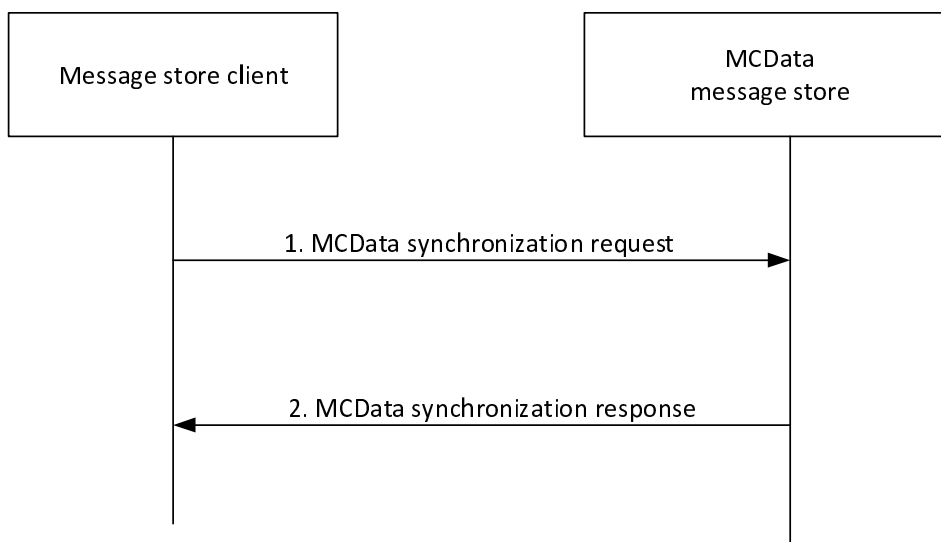 Message store client
MCData
message store
1. MCData synchronization request
2. MCData synchronization response